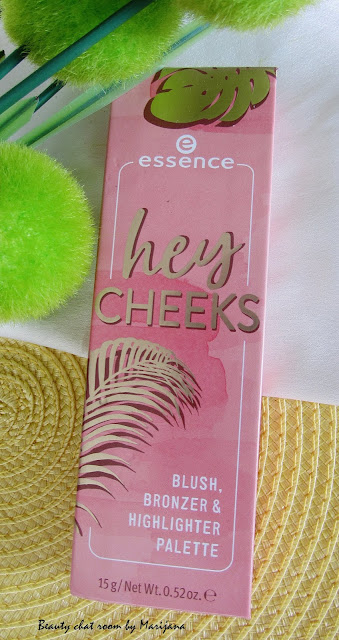 essence
hey
CHEEKS
BLUSH,
BRONZER &
HIGHLIGHTER
PALETTE
15 g / Net Wt. 0.52 oz. ℮
Beauty chat room by Marijana